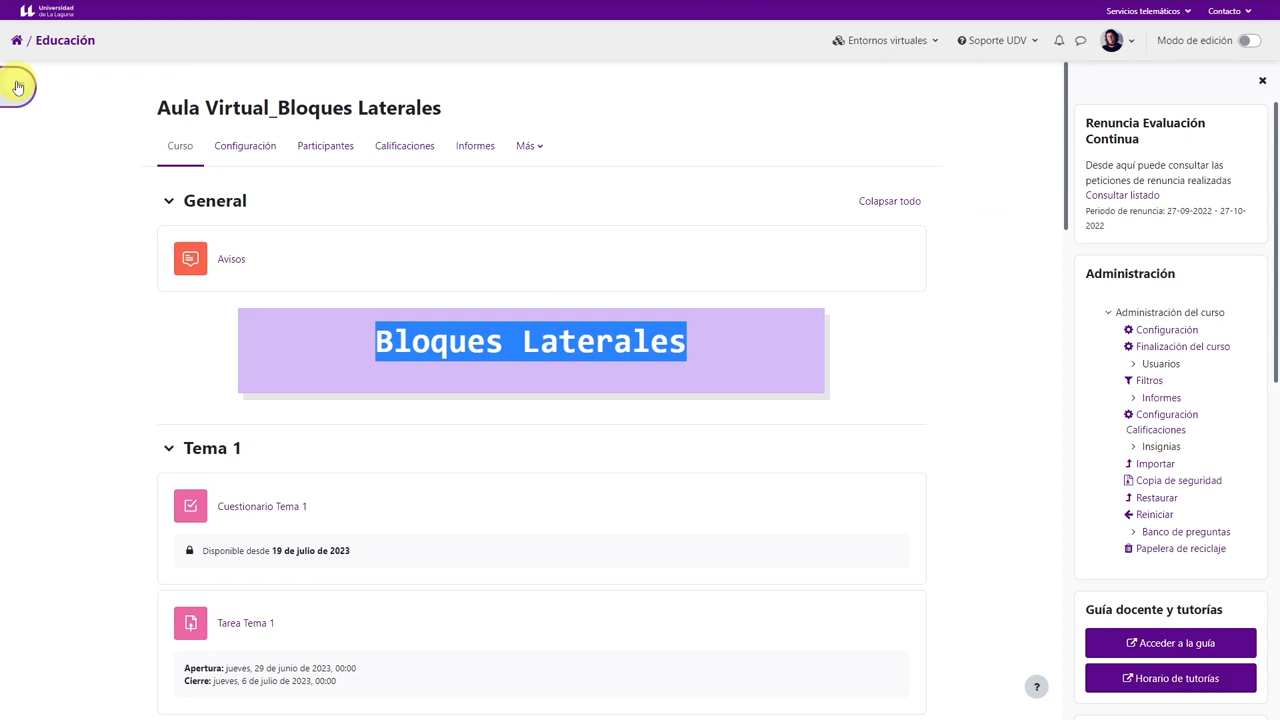 Universidad
de La Laguna
Servicios telemáticos
Contacto
/ Educación
Entornos virtuales
Soporte UDV
Modo de edición
Aula Virtual_Bloques Laterales
Curso
Configuración
Participantes
Calificaciones
Informes
Más
General
Colapsar todo
Avisos
Bloques Laterales
Tema 1
Cuestionario Tema 1
Disponible desde 19 de julio de 2023
Tarea Tema 1
Apertura: jueves, 29 de junio de 2023, 00:00
Cierre: jueves, 6 de julio de 2023, 00:00
Renuncia Evaluación
Continua
Desde aquí puede consultar las
peticiones de renuncia realizadas
Consultar listado
Periodo de renuncia: 27-09-2022 - 27-10-
2022
Administración
Administración del curso
Configuración
Finalización del curso
Usuarios
Filtros
Informes
Configuración
Calificaciones
Insignias
Importar
Copia de seguridad
Restaurar
Reiniciar
Banco de preguntas
Papelera de reciclaje
Guía docente y tutorías
Acceder a la guía
Horario de tutorías
?